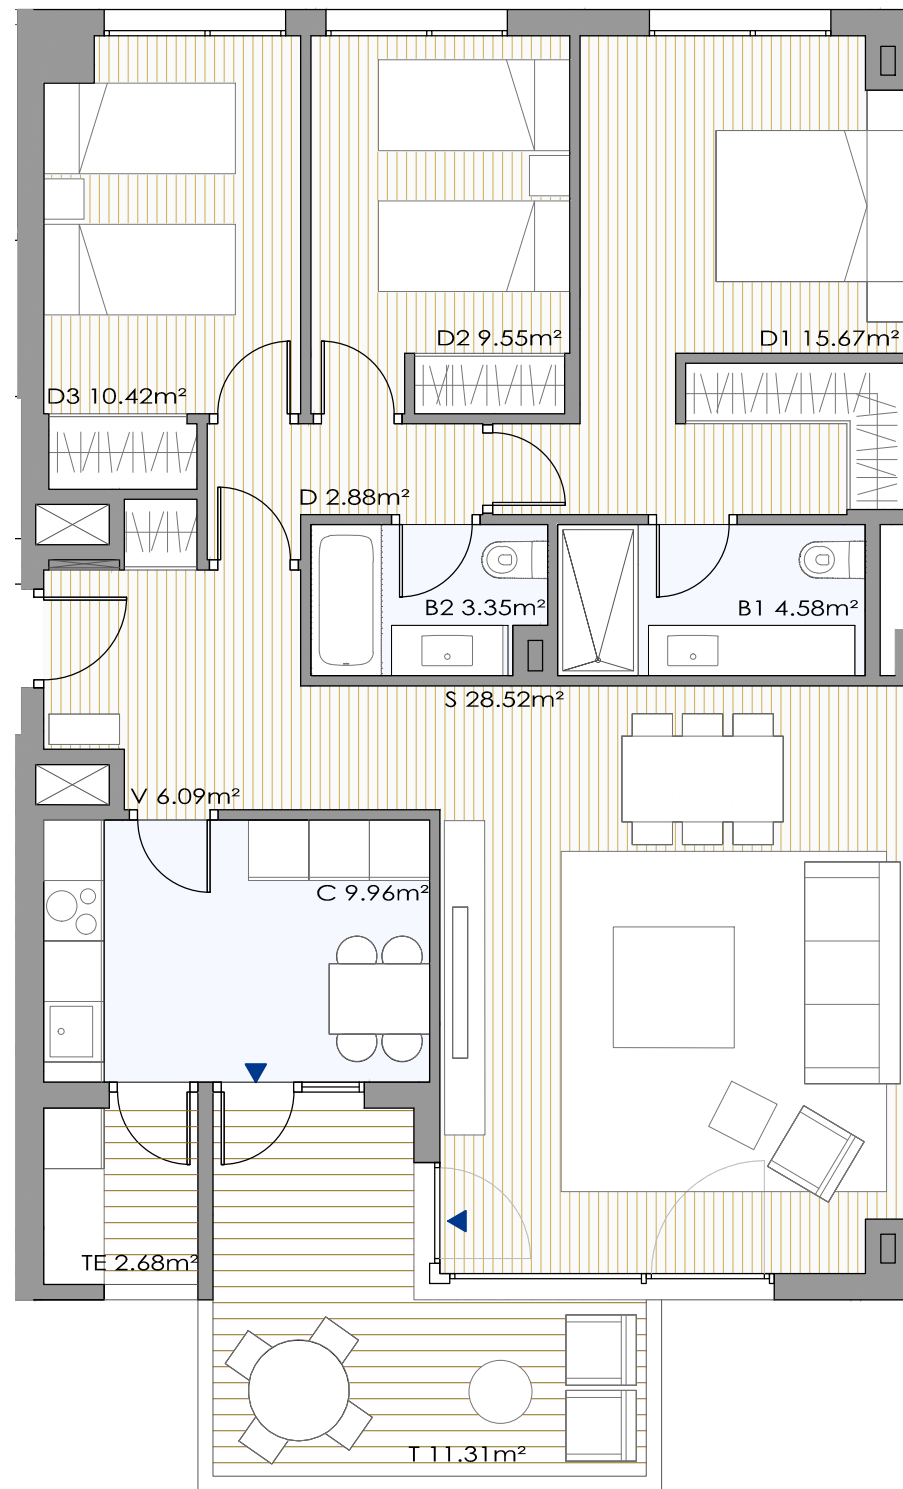 D2 9.55m²
D1 15.67m²
D3 10.42m²
D 2.88m²
B2 3.35m²
B1 4.58m²
S 28.52m²
V 6.09m²
C 9.96m²
TE 2.68m²
T 11.31m²